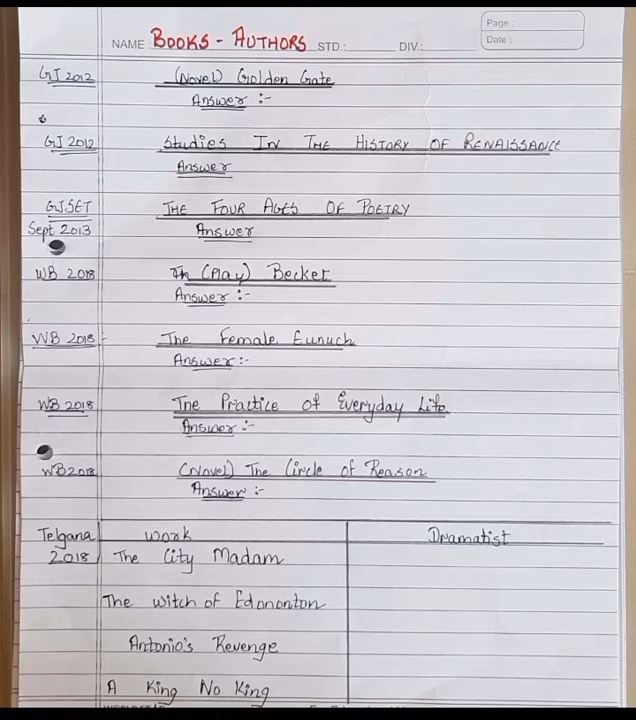 Page :
NAME : BOOKS - AUTHORS STD.: DIV.:
Date :
GJ 2012 (Novel) Golden Gate
Answer :-
GJ 2012 Studies IN THE HISTORY OF RENAISSANCE
Answer
GJSET THE FOUR AGES OF POETRY
Sept 2013 Answer
WB 2018 In (Play) Becket
Answer :-
WB 2018 :- The Female Eunuch
Answer :-
WB 2018 The Practice of Everyday Life
Answer :-
WB 2018 (Novel) The Circle of Reason
Answer :-
Telgana work Dramatist
2018 The City Madam
The witch of Edmonton
Antonio's Revenge
A King No King